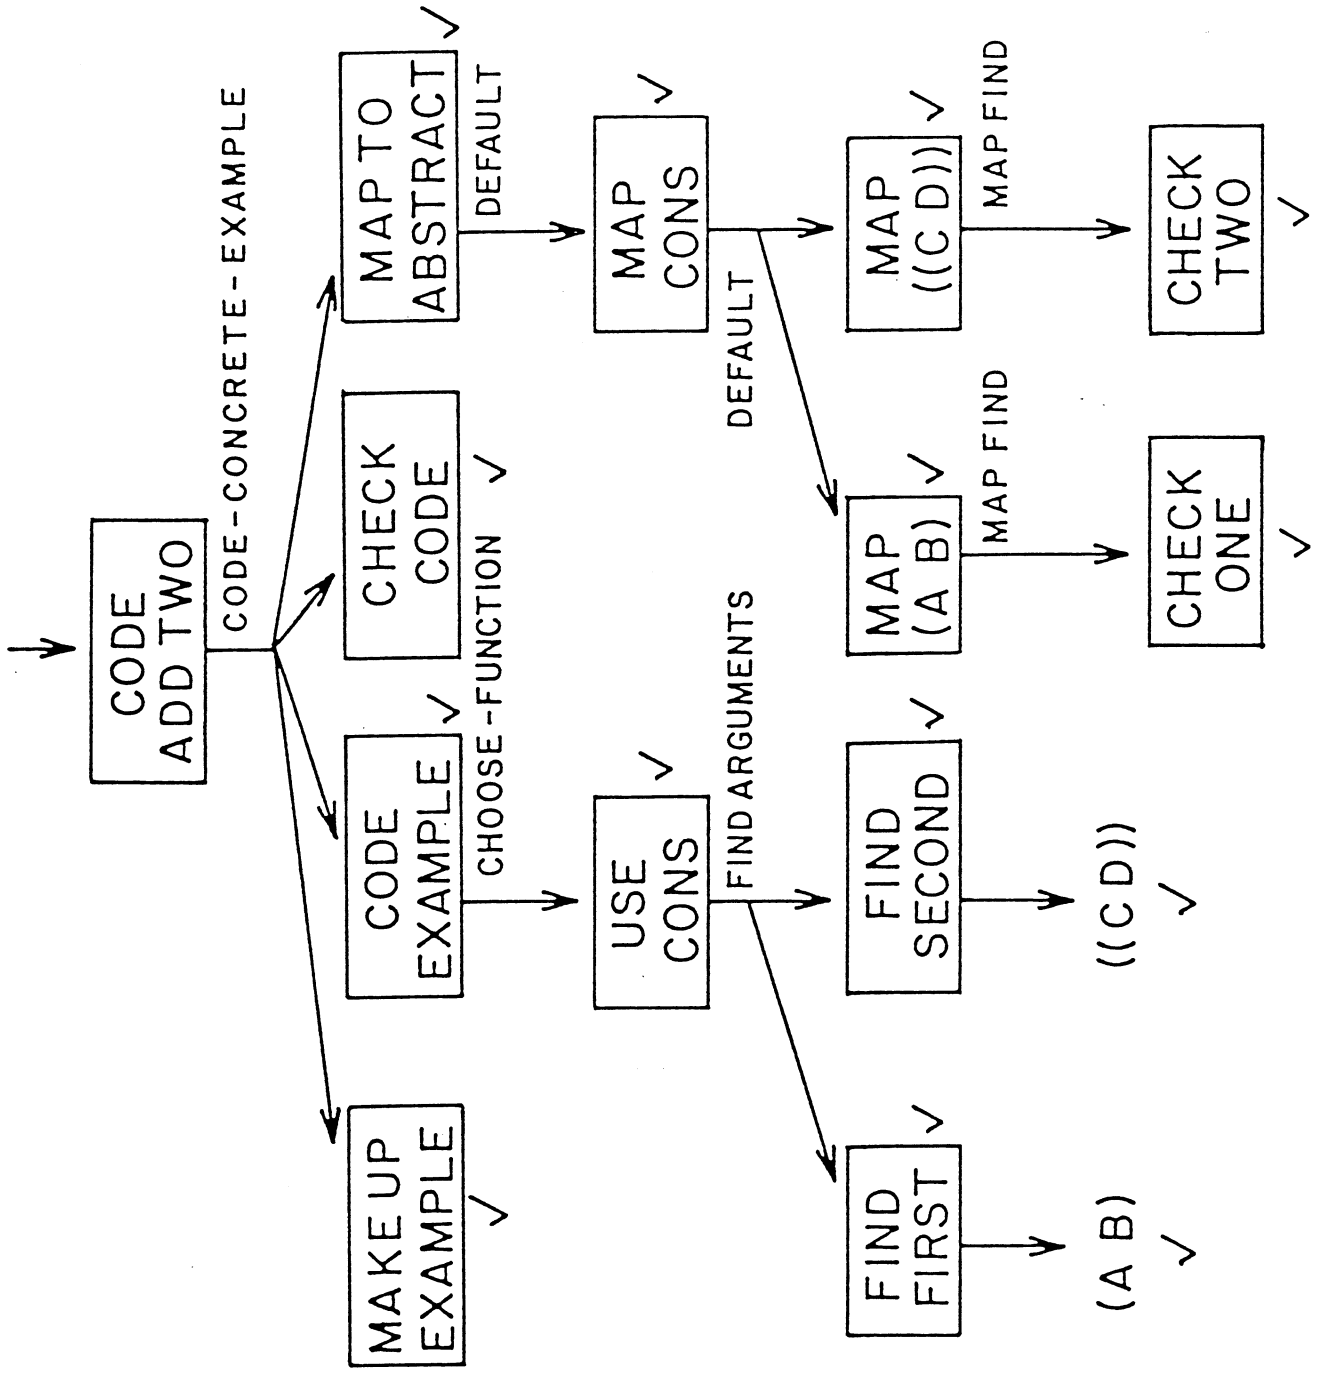 CODE
ADD TWO
CODE-CONCRETE-EXAMPLE
MAKE UP
EXAMPLE
CODE
EXAMPLE
CHECK
CODE
MAP TO
ABSTRACT
CHOOSE-FUNCTION
DEFAULT
USE
CONS
MAP
CONS
FIND ARGUMENTS
DEFAULT
FIND
FIRST
FIND
SECOND
MAP
(A B)
MAP
((C D))
MAP FIND
MAP FIND
(A B)
((C D))
CHECK
ONE
CHECK
TWO